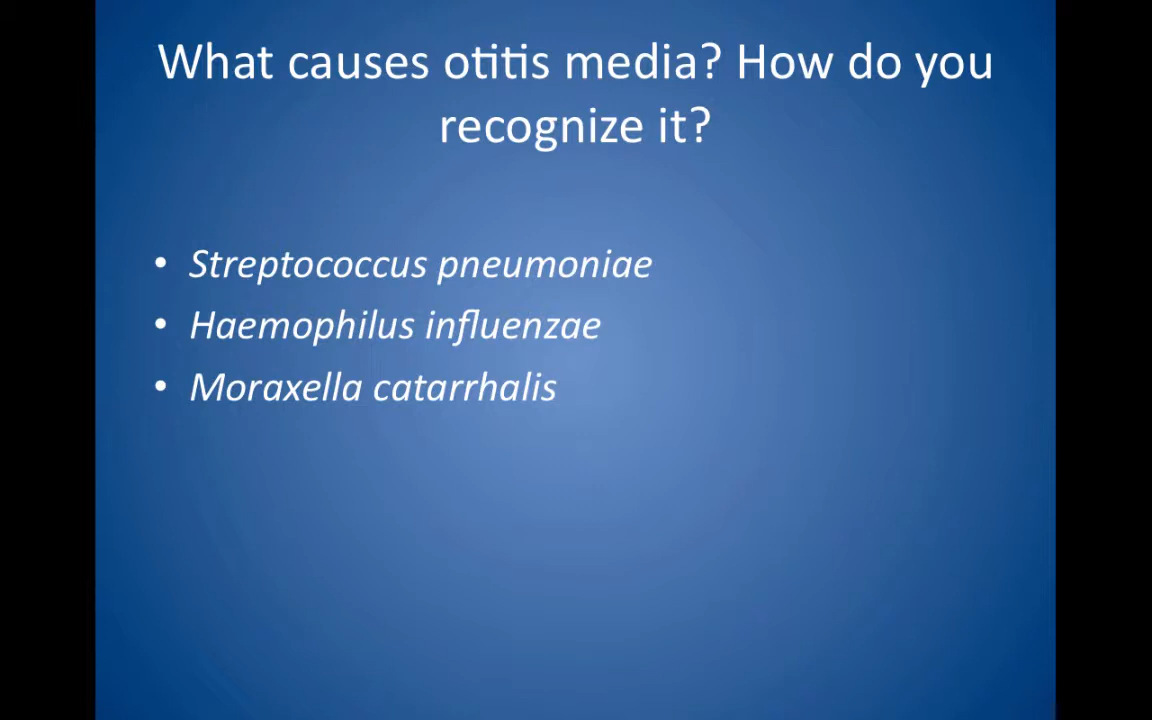 What causes otitis media? How do you
recognize it?
• Streptococcus pneumoniae
• Haemophilus influenzae
• Moraxella catarrhalis